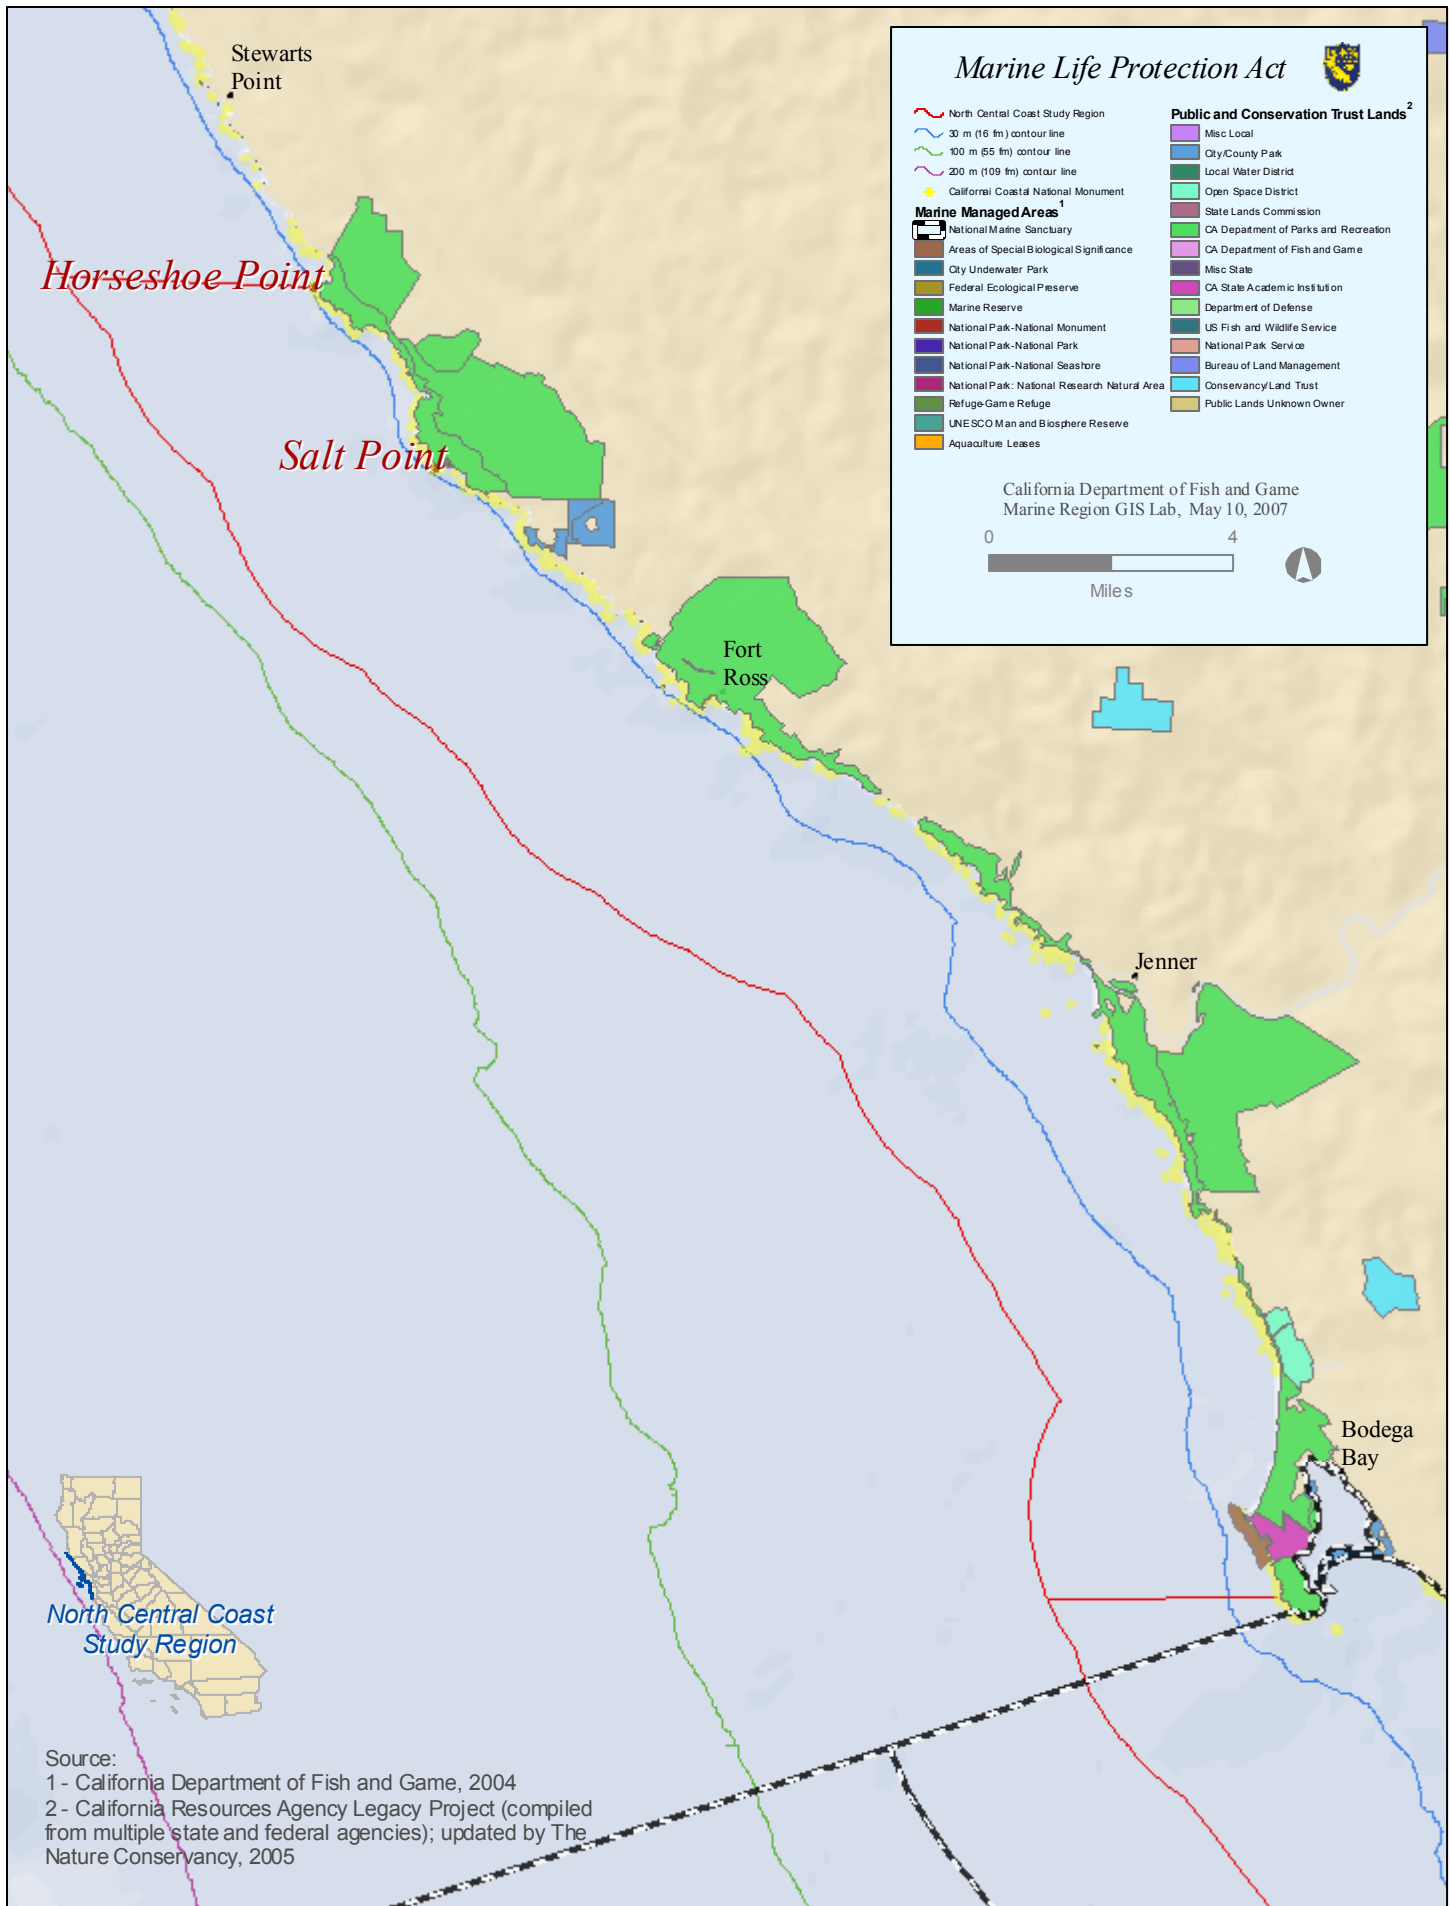 Stewarts
Point
Horseshoe Point
Salt Point
Fort
Ross
Jenner
Bodega
Bay
Marine Life Protection Act
North Central Coast Study Region
30 m (16 fm) contour line
100 m (55 fm) contour line
200 m (109 fm) contour line
Californai Coastal National Monument
Marine Managed Areas 1
National Marine Sanctuary
Areas of Special Biological Significance
City Underwater Park
Federal Ecological Preserve
Marine Reserve
National Park-National Monument
National Park-National Park
National Park-National Seashore
National Park: National Research Natural Area
Refuge-Game Refuge
UNESCO Man and Biosphere Reserve
Aquaculture Leases
Public and Conservation Trust Lands 2
Misc Local
City/County Park
Local Water District
Open Space District
State Lands Commission
CA Department of Parks and Recreation
CA Department of Fish and Game
Misc State
CA State Academic Institution
Department of Defense
US Fish and Wildlife Service
National Park Service
Bureau of Land Management
Conservancy/Land Trust
Public Lands Unknown Owner
California Department of Fish and Game
Marine Region GIS Lab, May 10, 2007
0 4
Miles
North Central Coast
Study Region
Source:
1 - California Department of Fish and Game, 2004
2 - California Resources Agency Legacy Project (compiled
from multiple state and federal agencies); updated by The
Nature Conservancy, 2005